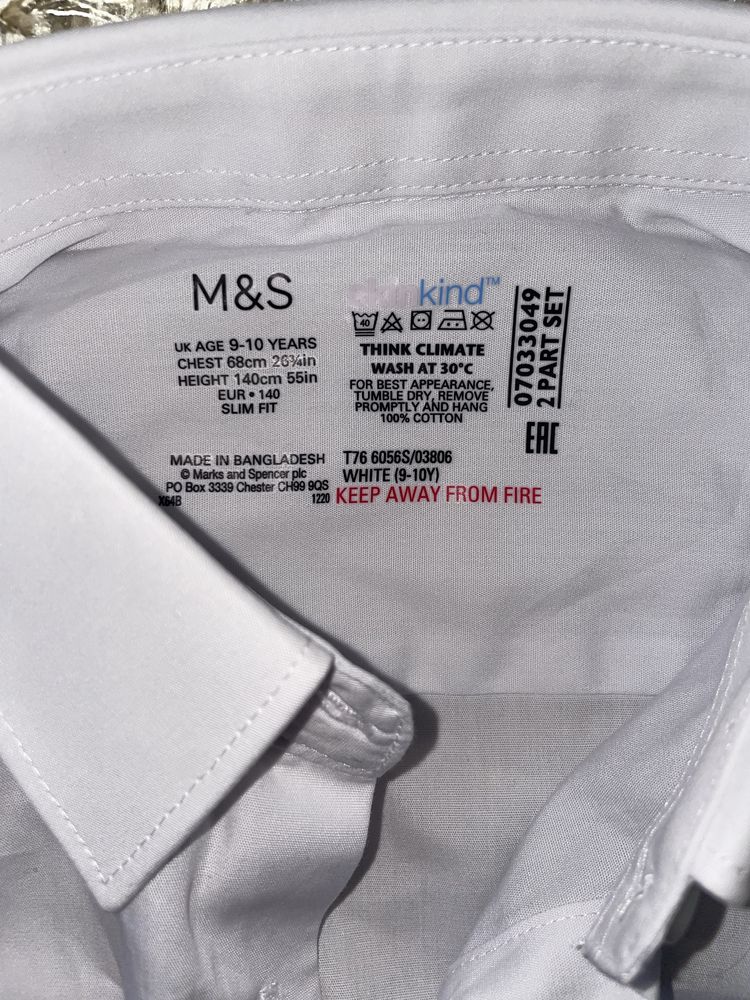 M&S
UK AGE 9-10 YEARS
CHEST 68cm 26¾in
HEIGHT 140cm 55in
EUR • 140
SLIM FIT
MADE IN BANGLADESH
© Marks and Spencer plc
PO Box 3339 Chester CH99 9QS
X64B 1220
skinkind™
40
THINK CLIMATE
WASH AT 30°C
FOR BEST APPEARANCE,
TUMBLE DRY, REMOVE
PROMPTLY AND HANG
100% COTTON
T76 6056S/03806
WHITE (9-10Y)
KEEP AWAY FROM FIRE
07033049
2 PART SET
EAC